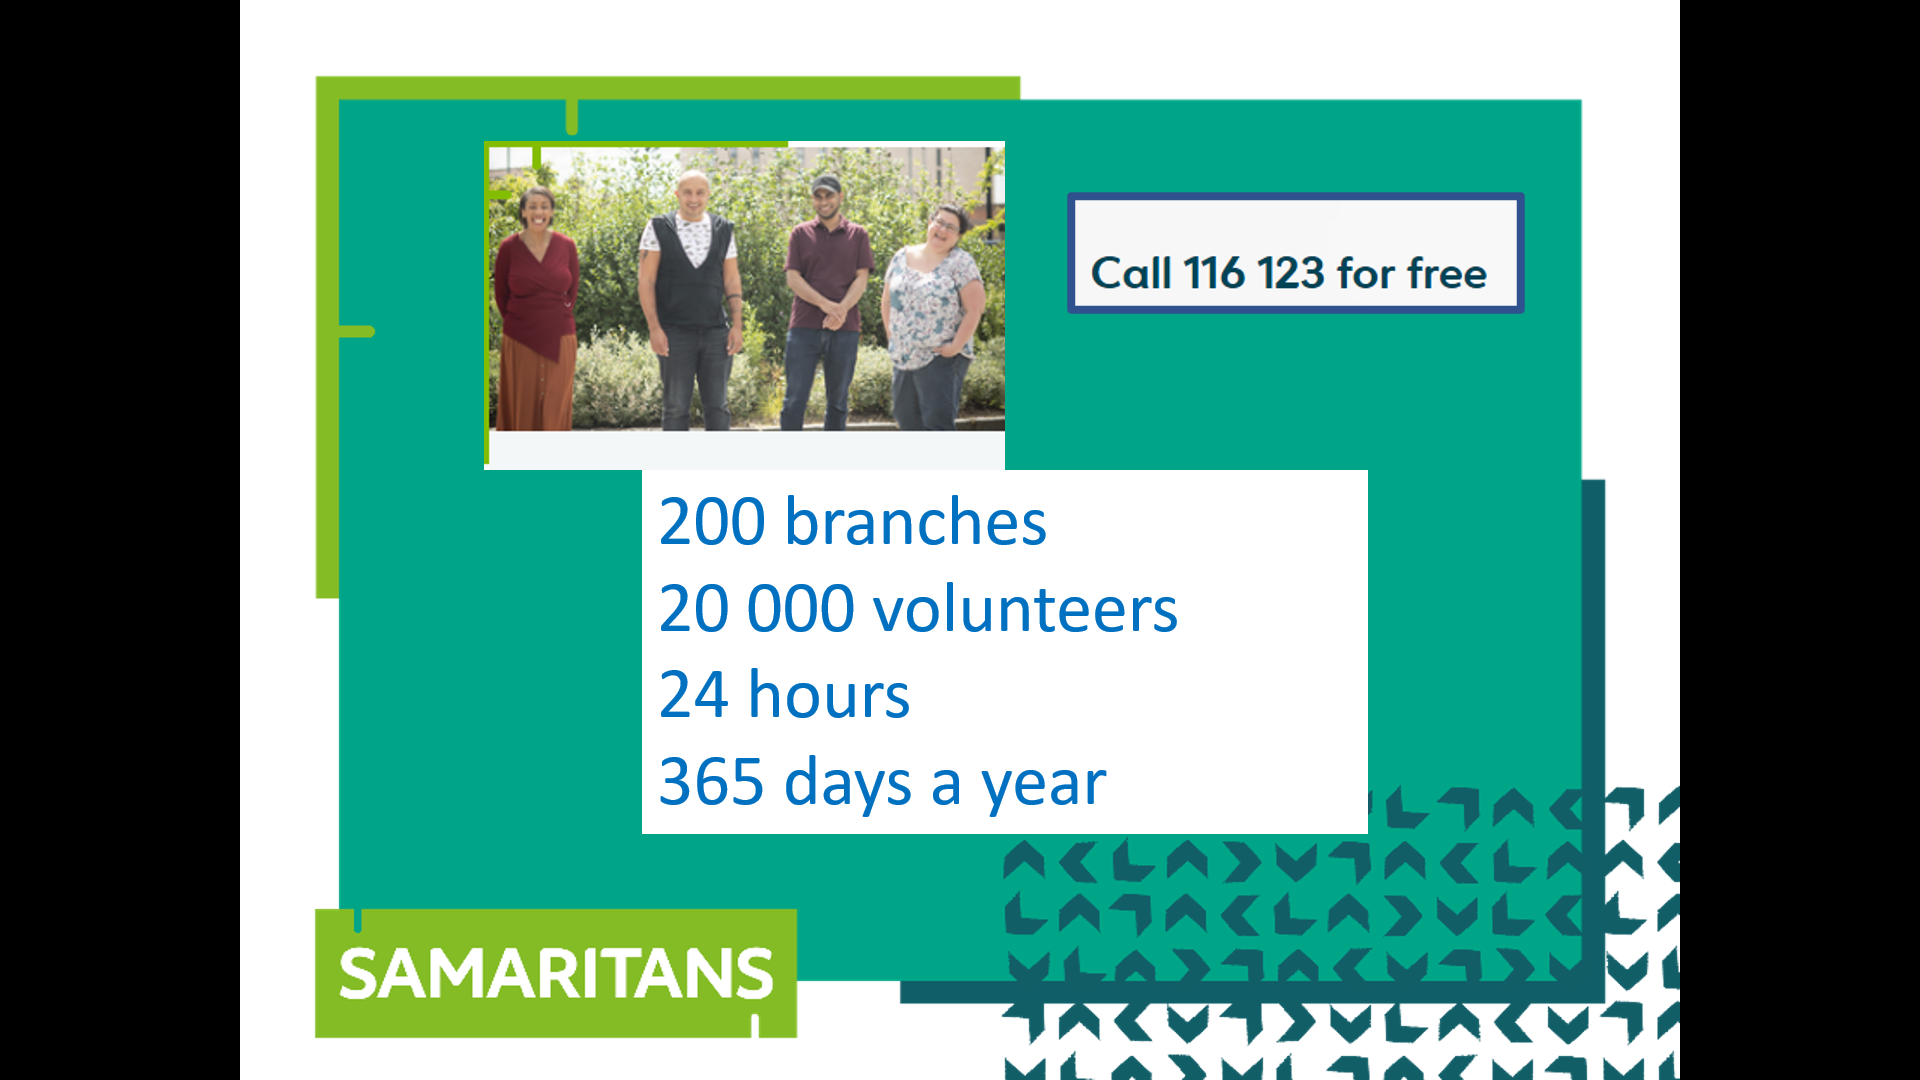 Call 116 123 for free
200 branches
20 000 volunteers
24 hours
365 days a year
SAMARITANS